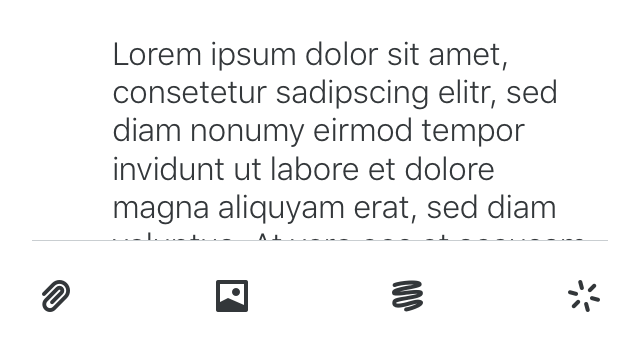 Lorem ipsum dolor sit amet,
consetetur sadipscing elitr, sed
diam nonumy eirmod tempor
invidunt ut labore et dolore
magna aliquyam erat, sed diam